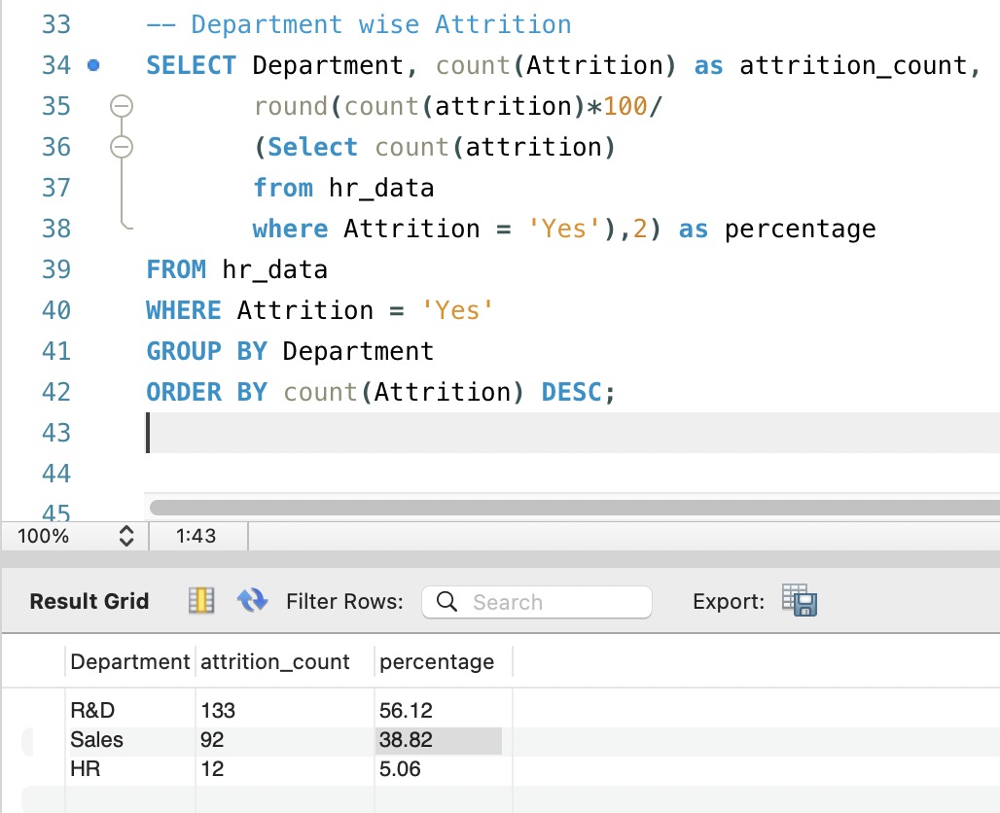 33 -- Department wise Attrition
34 SELECT Department, count(Attrition) as attrition_count,
35 round(count(attrition)*100/
36 (Select count(attrition)
37 from hr_data
38 where Attrition = 'Yes'),2) as percentage
39 FROM hr_data
40 WHERE Attrition = 'Yes'
41 GROUP BY Department
42 ORDER BY count(Attrition) DESC;
43
44
45
100% 1:43
Result Grid Filter Rows: Search Export:
Department attrition_count percentage
R&D 133 56.12
Sales 92 38.82
HR 12 5.06